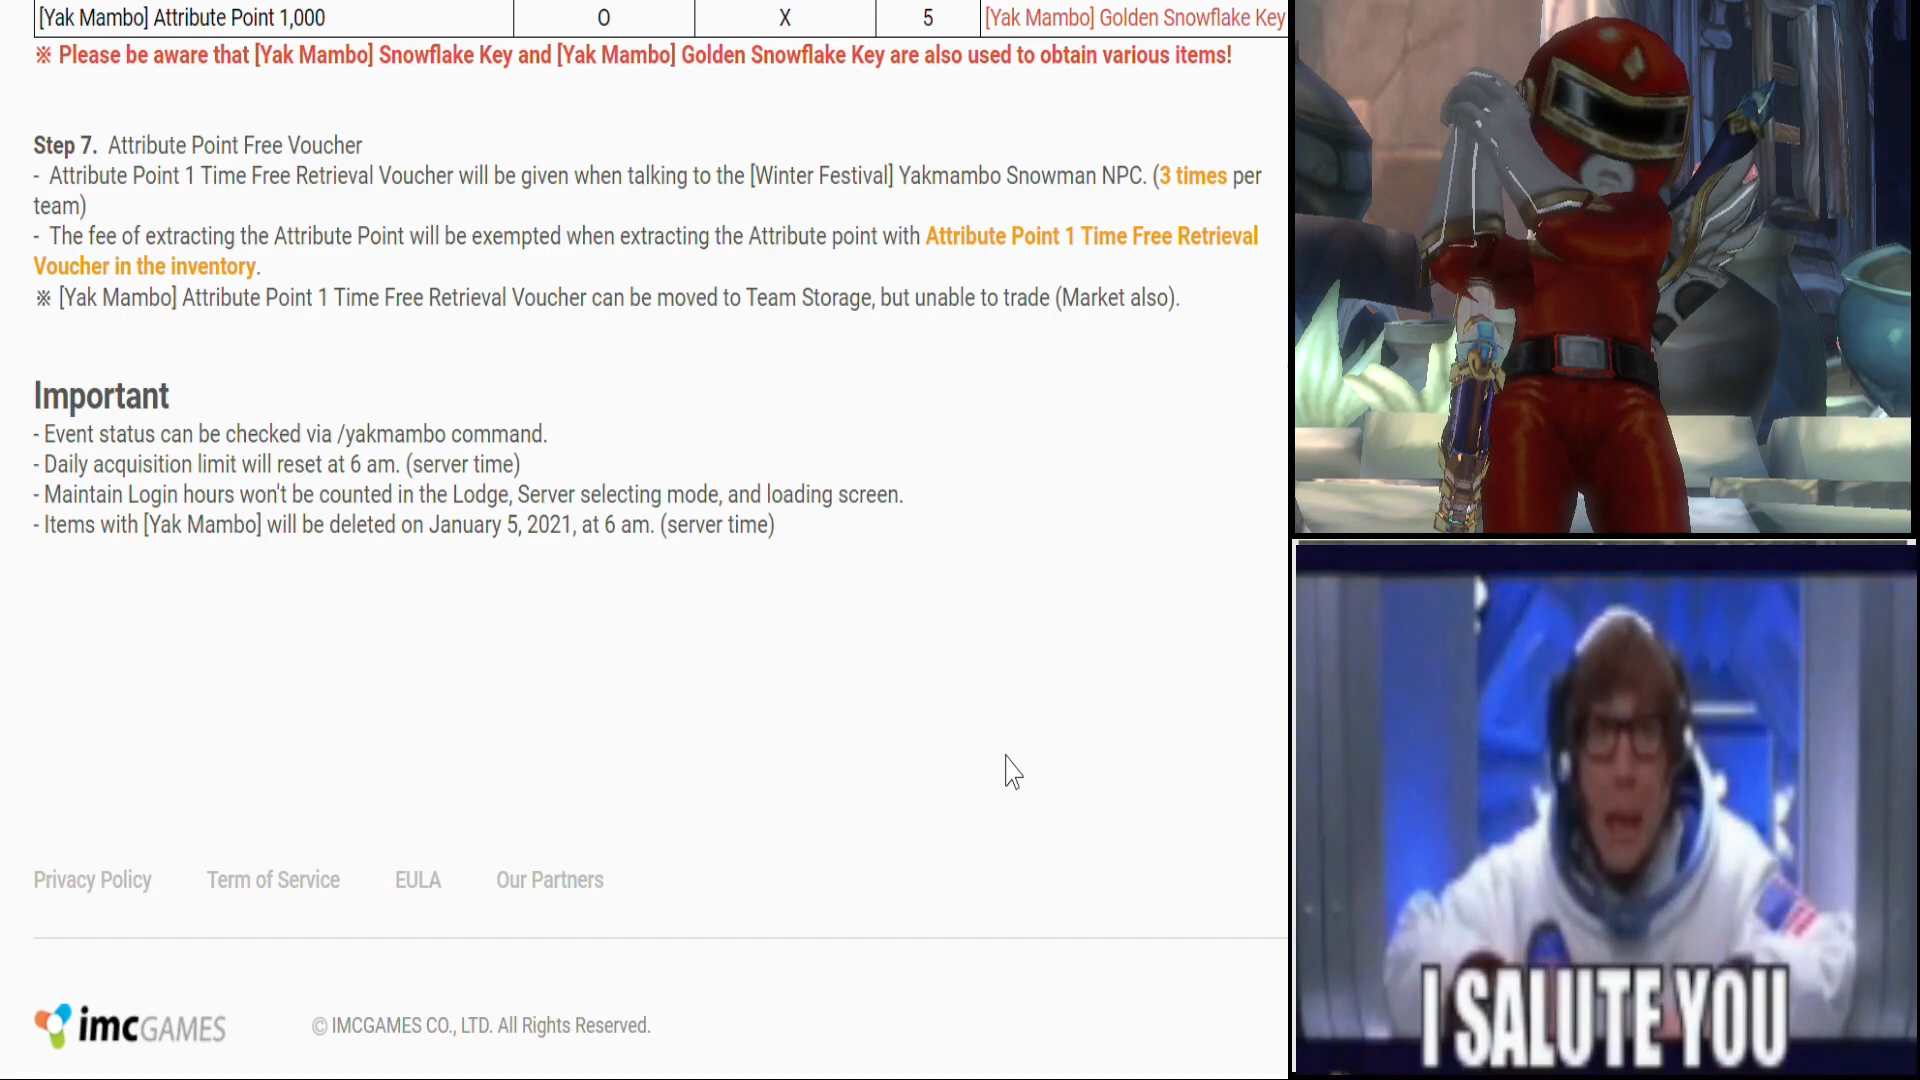 [Yak Mambo] Attribute Point 1,000 O X 5 [Yak Mambo] Golden Snowflake Key
※ Please be aware that [Yak Mambo] Snowflake Key and [Yak Mambo] Golden Snowflake Key are also used to obtain various items!
Step 7. Attribute Point Free Voucher
- Attribute Point 1 Time Free Retrieval Voucher will be given when talking to the [Winter Festival] Yakmambo Snowman NPC. (3 times per
team)
- The fee of extracting the Attribute Point will be exempted when extracting the Attribute point with Attribute Point 1 Time Free Retrieval
Voucher in the inventory.
※ [Yak Mambo] Attribute Point 1 Time Free Retrieval Voucher can be moved to Team Storage, but unable to trade (Market also).
Important
- Event status can be checked via /yakmambo command.
- Daily acquisition limit will reset at 6 am. (server time)
- Maintain Login hours won't be counted in the Lodge, Server selecting mode, and loading screen.
- Items with [Yak Mambo] will be deleted on January 5, 2021, at 6 am. (server time)
Privacy Policy Term of Service EULA Our Partners
imcGAMES © IMCGAMES CO., LTD. All Rights Reserved.
I SALUTE YOU